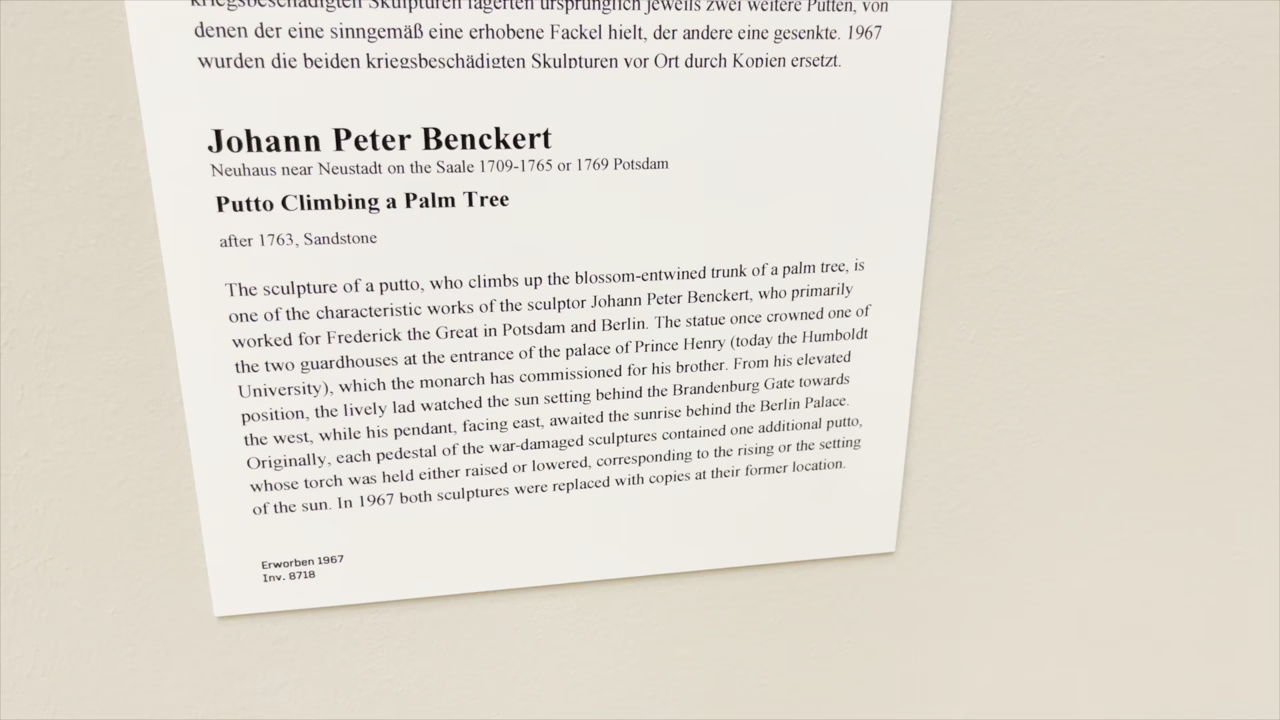 kriegsbeschädigten Skulpturen lagerten ursprünglich jeweils zwei weitere Putten, von
denen der eine sinngemäß eine erhobene Fackel hielt, der andere eine gesenkte. 1967
wurden die beiden kriegsbeschädigten Skulpturen vor Ort durch Kopien ersetzt.
Johann Peter Benckert
Neuhaus near Neustadt on the Saale 1709-1765 or 1769 Potsdam
Putto Climbing a Palm Tree
after 1763, Sandstone
The sculpture of a putto, who climbs up the blossom-entwined trunk of a palm tree, is
one of the characteristic works of the sculptor Johann Peter Benckert, who primarily
worked for Frederick the Great in Potsdam and Berlin. The statue once crowned one of
the two guardhouses at the entrance of the palace of Prince Henry (today the Humboldt
University), which the monarch has commissioned for his brother. From his elevated
position, the lively lad watched the sun setting behind the Brandenburg Gate towards
the west, while his pendant, facing east, awaited the sunrise behind the Berlin Palace.
Originally, each pedestal of the war-damaged sculptures contained one additional putto,
whose torch was held either raised or lowered, corresponding to the rising or the setting
of the sun. In 1967 both sculptures were replaced with copies at their former location.
Erworben 1967
Inv. 8718